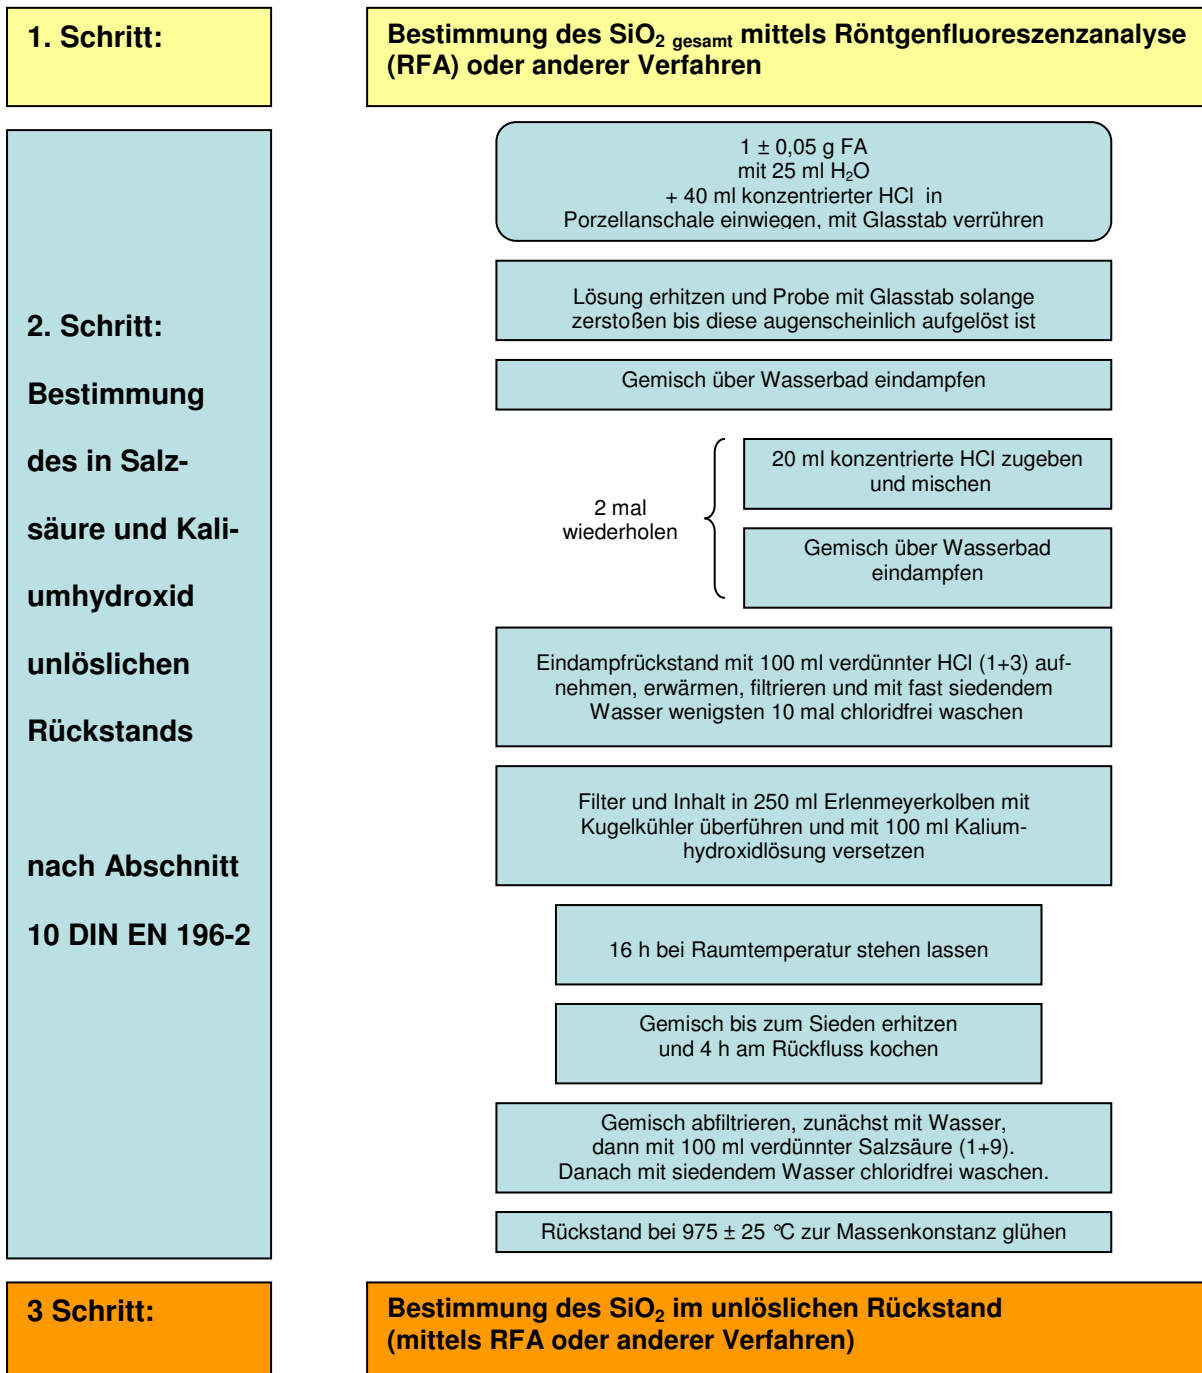 1. Schritt:
Bestimmung des SiO₂ gesamt mittels Röntgenfluoreszenzanalyse
(RFA) oder anderer Verfahren
2. Schritt:
Bestimmung
des in Salz-
säure und Kali-
umhydroxid
unlöslichen
Rückstands
nach Abschnitt
10 DIN EN 196-2
1 ± 0,05 g FA
mit 25 ml H₂O
+ 40 ml konzentrierter HCl in
Porzellanschale einwiegen, mit Glasstab verrühren
Lösung erhitzen und Probe mit Glasstab solange
zerstoßen bis diese augenscheinlich aufgelöst ist
Gemisch über Wasserbad eindampfen
2 mal
wiederholen
20 ml konzentrierte HCl zugeben
und mischen
Gemisch über Wasserbad
eindampfen
Eindampfrückstand mit 100 ml verdünnter HCl (1+3) auf-
nehmen, erwärmen, filtrieren und mit fast siedendem
Wasser wenigsten 10 mal chloridfrei waschen
Filter und Inhalt in 250 ml Erlenmeyerkolben mit
Kugelkühler überführen und mit 100 ml Kalium-
hydroxidlösung versetzen
16 h bei Raumtemperatur stehen lassen
Gemisch bis zum Sieden erhitzen
und 4 h am Rückfluss kochen
Gemisch abfiltrieren, zunächst mit Wasser,
dann mit 100 ml verdünnter Salzsäure (1+9).
Danach mit siedendem Wasser chloridfrei waschen.
Rückstand bei 975 ± 25 °C zur Massenkonstanz glühen
3 Schritt:
Bestimmung des SiO₂ im unlöslichen Rückstand
(mittels RFA oder anderer Verfahren)